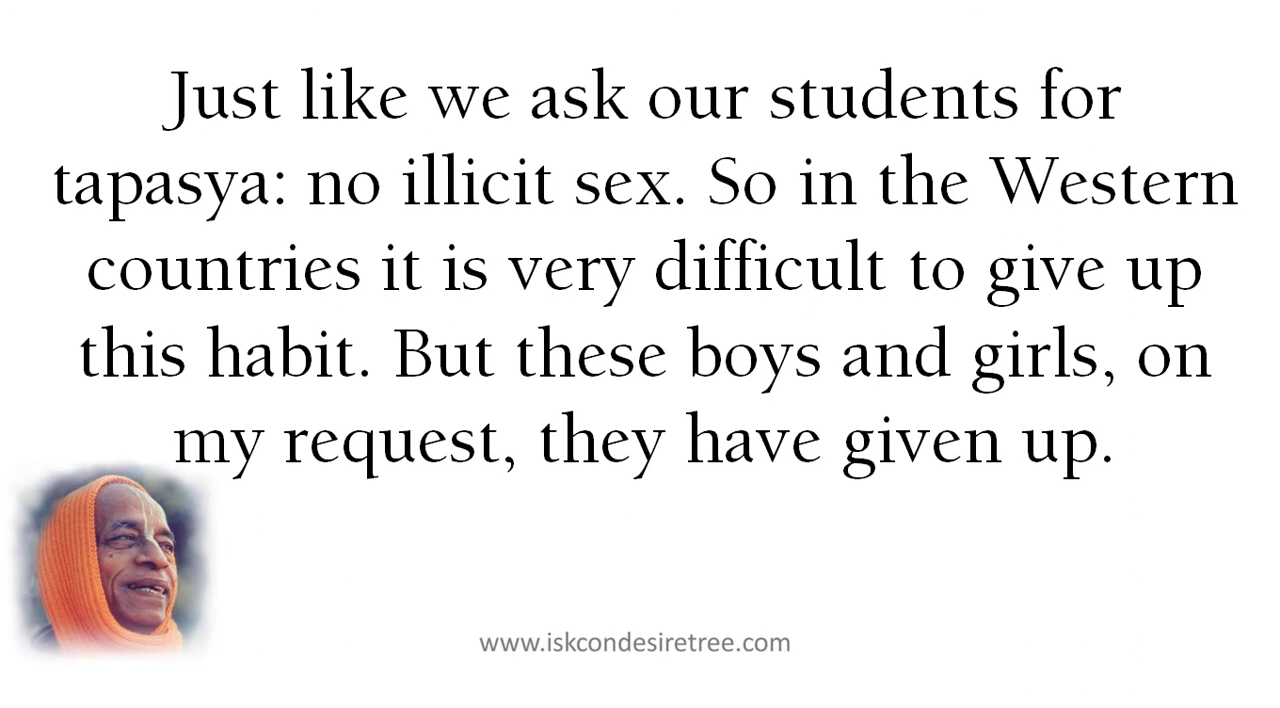 Just like we ask our students for
tapasya: no illicit sex. So in the Western
countries it is very difficult to give up
this habit. But these boys and girls, on
my request, they have given up.
www.iskcondesiretree.com